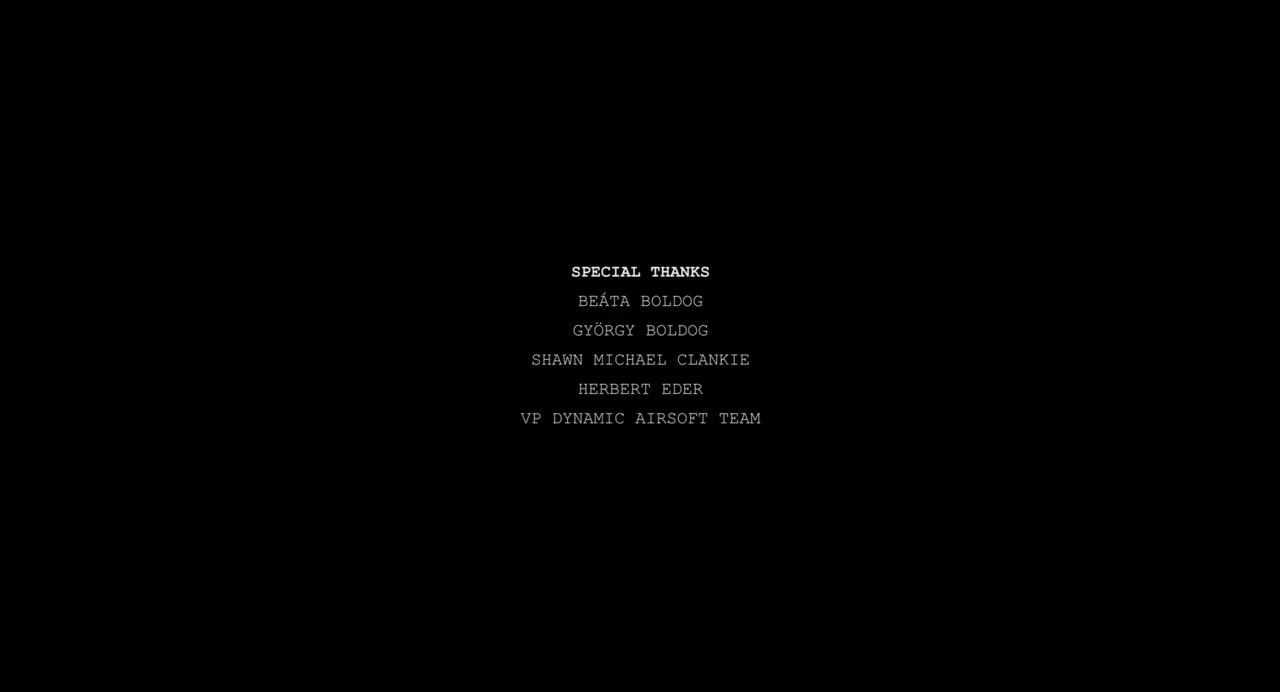 SPECIAL THANKS
BEÁTA BOLDOG
GYÖRGY BOLDOG
SHAWN MICHAEL CLANKIE
HERBERT EDER
VP DYNAMIC AIRSOFT TEAM